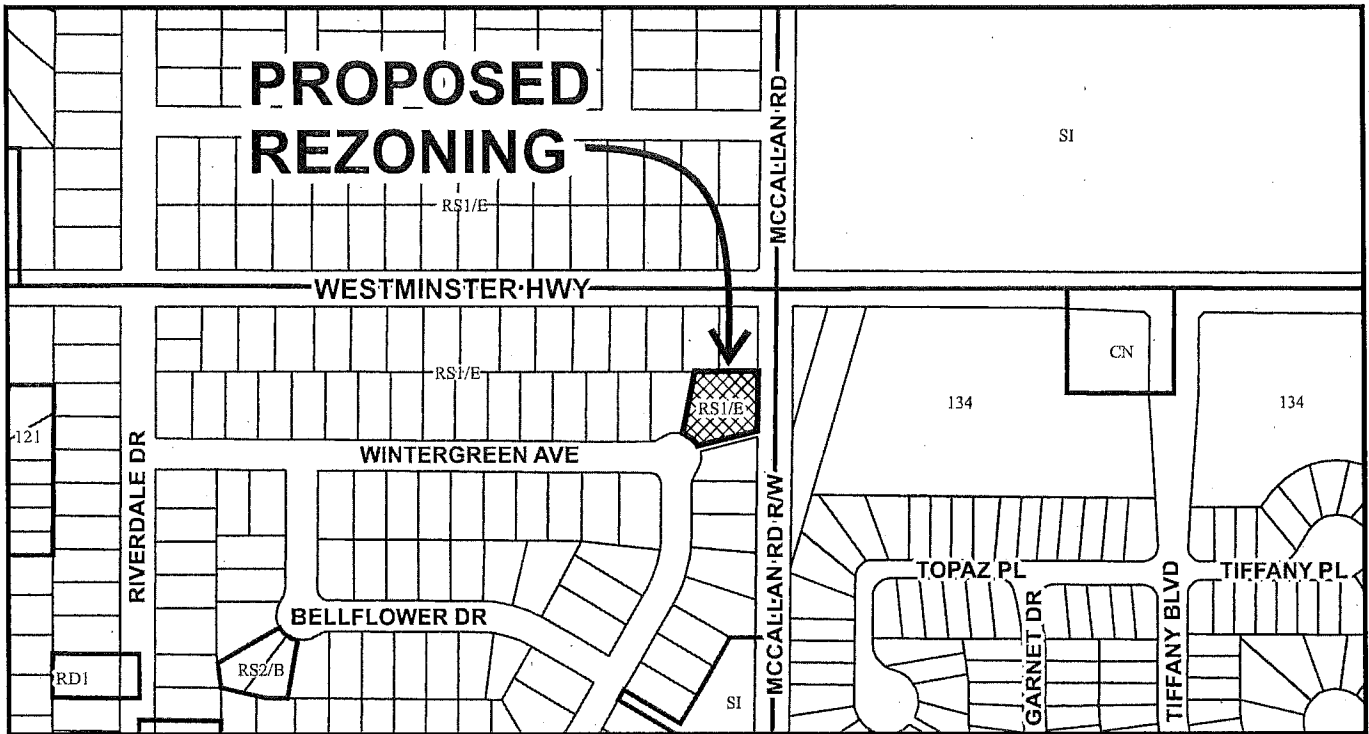 PROPOSED
REZONING
MCCALLAN RD
SI
RS1/E
WESTMINSTER HWY
RS1/E
RS1/E
CN
134
134
121
RIVERDALE DR
WINTERGREEN AVE
MCCALLAN RD R/W
TOPAZ PL
TIFFANY PL
BELLFLOWER DR
GARNET DR
TIFFANY BLVD
RS2/B
RD1
SI